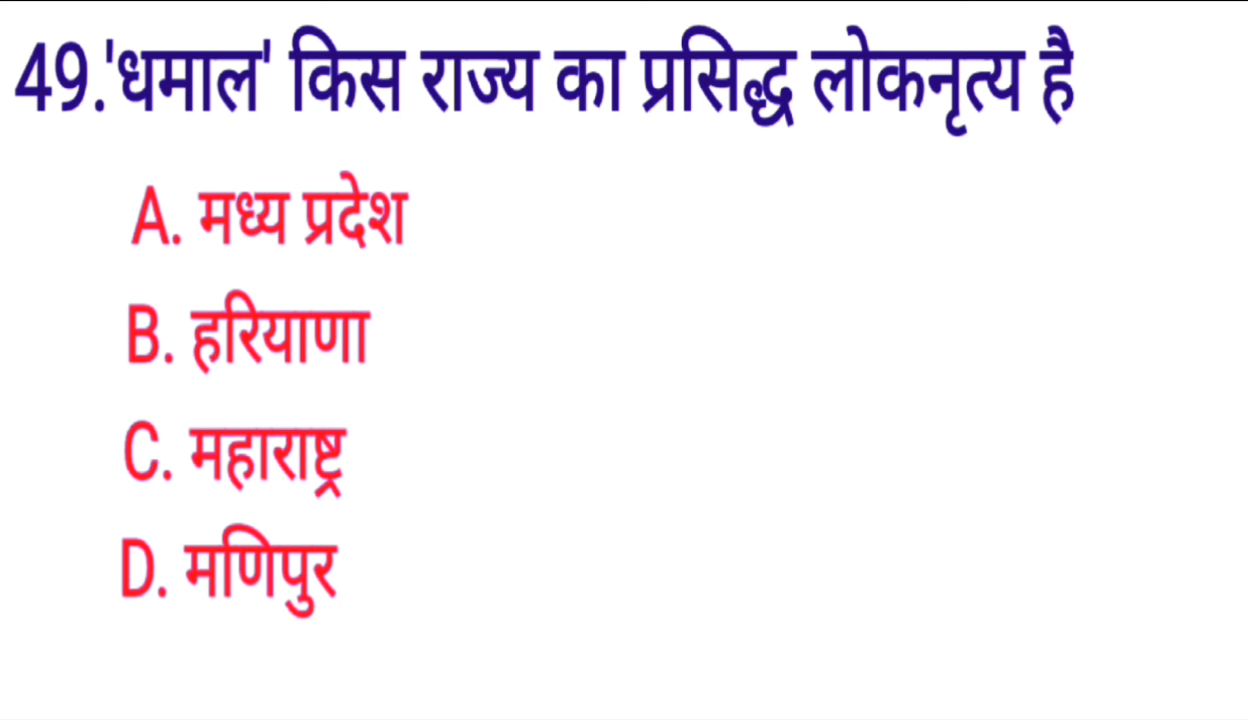 49.'धमाल' किस राज्य का प्रसिद्ध लोकनृत्य है
A. मध्य प्रदेश
B. हरियाणा
C. महाराष्ट्र
D. मणिपुर